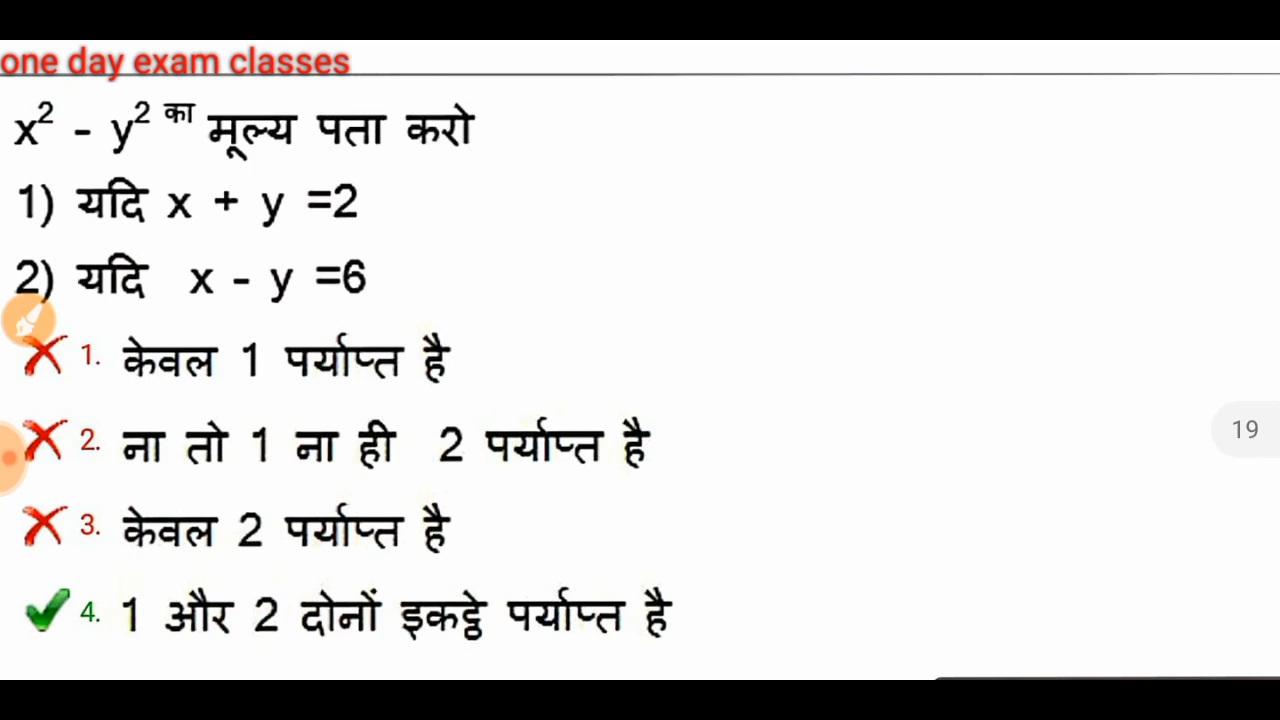 one day exam classes
x² - y² का मूल्य पता करो
1) यदि x + y =2
2) यदि x - y =6
1. केवल 1 पर्याप्त है
2. ना तो 1 ना ही 2 पर्याप्त है
19
3. केवल 2 पर्याप्त है
4. 1 और 2 दोनों इकट्ठे पर्याप्त है